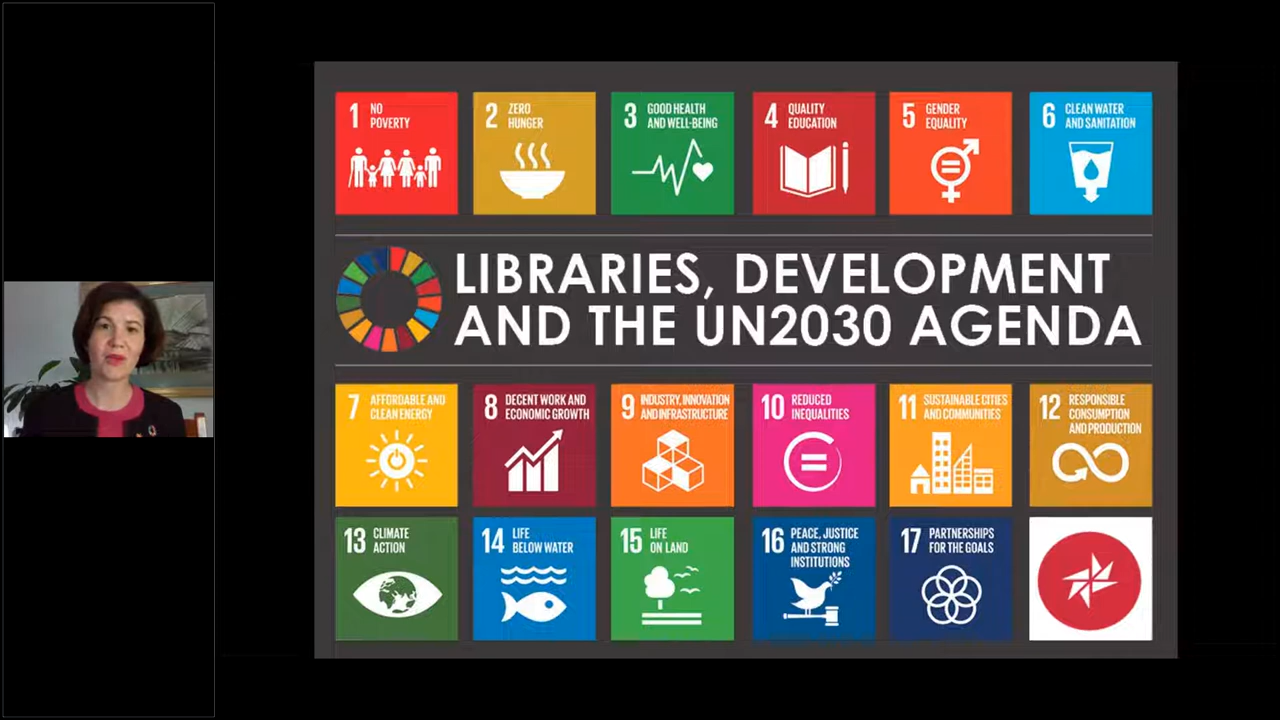 1 NO
POVERTY
2 ZERO
HUNGER
3 GOOD HEALTH
AND WELL-BEING
4 QUALITY
EDUCATION
5 GENDER
EQUALITY
6 CLEAN WATER
AND SANITATION
LIBRARIES, DEVELOPMENT
AND THE UN2030 AGENDA
7 AFFORDABLE AND
CLEAN ENERGY
8 DECENT WORK AND
ECONOMIC GROWTH
9 INDUSTRY, INNOVATION
AND INFRASTRUCTURE
10 REDUCED
INEQUALITIES
11 SUSTAINABLE CITIES
AND COMMUNITIES
12 RESPONSIBLE
CONSUMPTION
AND PRODUCTION
13 CLIMATE
ACTION
14 LIFE
BELOW WATER
15 LIFE
ON LAND
16 PEACE, JUSTICE
AND STRONG
INSTITUTIONS
17 PARTNERSHIPS
FOR THE GOALS